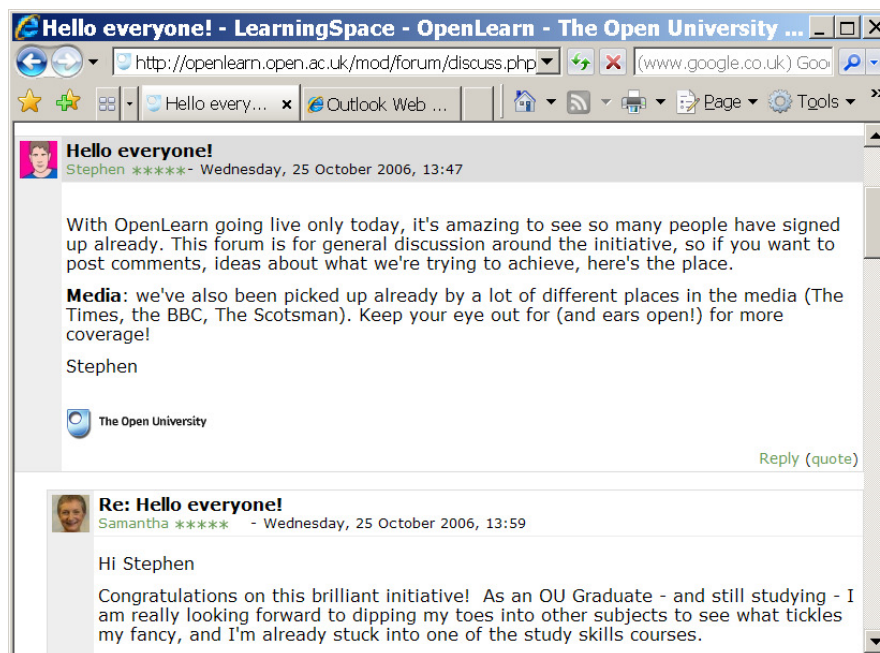 Hello everyone! - LearningSpace - OpenLearn - The Open University ...
http://openlearn.open.ac.uk/mod/forum/discuss.php
(www.google.co.uk) Goo
Hello every... x Outlook Web ... Page Tools »
Hello everyone!
Stephen *****- Wednesday, 25 October 2006, 13:47
With OpenLearn going live only today, it's amazing to see so many people have signed
up already. This forum is for general discussion around the initiative, so if you want to
post comments, ideas about what we're trying to achieve, here's the place.
Media: we've also been picked up already by a lot of different places in the media (The
Times, the BBC, The Scotsman). Keep your eye out for (and ears open!) for more
coverage!
Stephen
The Open University
Reply (quote)
Re: Hello everyone!
Samantha ***** - Wednesday, 25 October 2006, 13:59
Hi Stephen
Congratulations on this brilliant initiative! As an OU Graduate - and still studying - I
am really looking forward to dipping my toes into other subjects to see what tickles
my fancy, and I'm already stuck into one of the study skills courses.